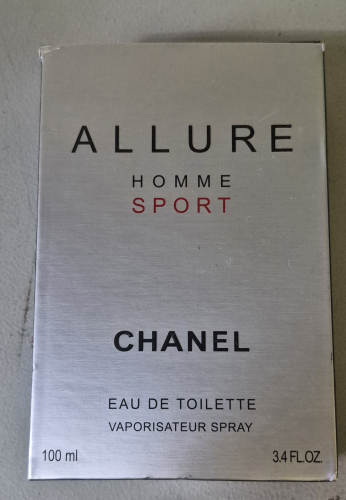 ALLURE
HOMME
SPORT
CHANEL
EAU DE TOILETTE
VAPORISATEUR SPRAY
100 ml 3.4 FL.OZ.